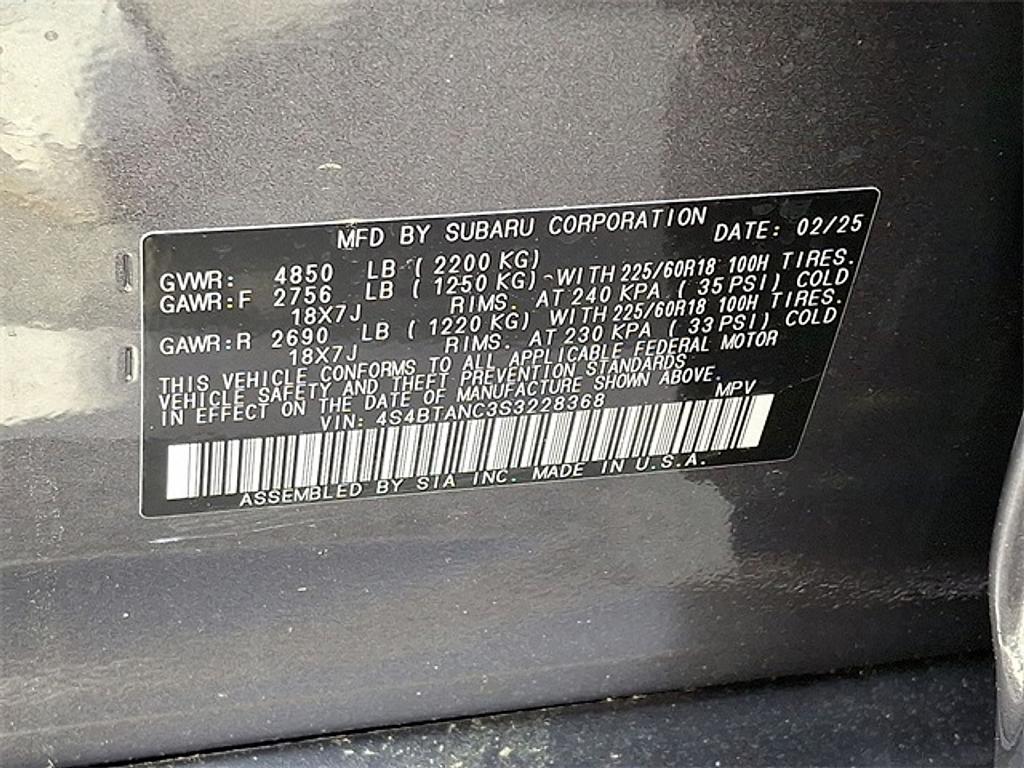 MFD BY SUBARU CORPORATION DATE: 02/25
GVWR: 4850 LB ( 2200 KG)
GAWR:F 2756 LB ( 1250 KG) WITH 225/60R18 100H TIRES.
18X7J RIMS. AT 240 KPA ( 35 PSI) COLD
GAWR:R 2690 LB ( 1220 KG) WITH 225/60R18 100H TIRES.
18X7J RIMS. AT 230 KPA ( 33 PSI) COLD
THIS VEHICLE CONFORMS TO ALL APPLICABLE FEDERAL MOTOR
VEHICLE SAFETY AND THEFT PREVENTION STANDARDS
IN EFFECT ON THE DATE OF MANUFACTURE SHOWN ABOVE.
VIN: 4S4BTANC3S3228368 MPV
ASSEMBLED BY SIA INC. MADE IN U.S.A.